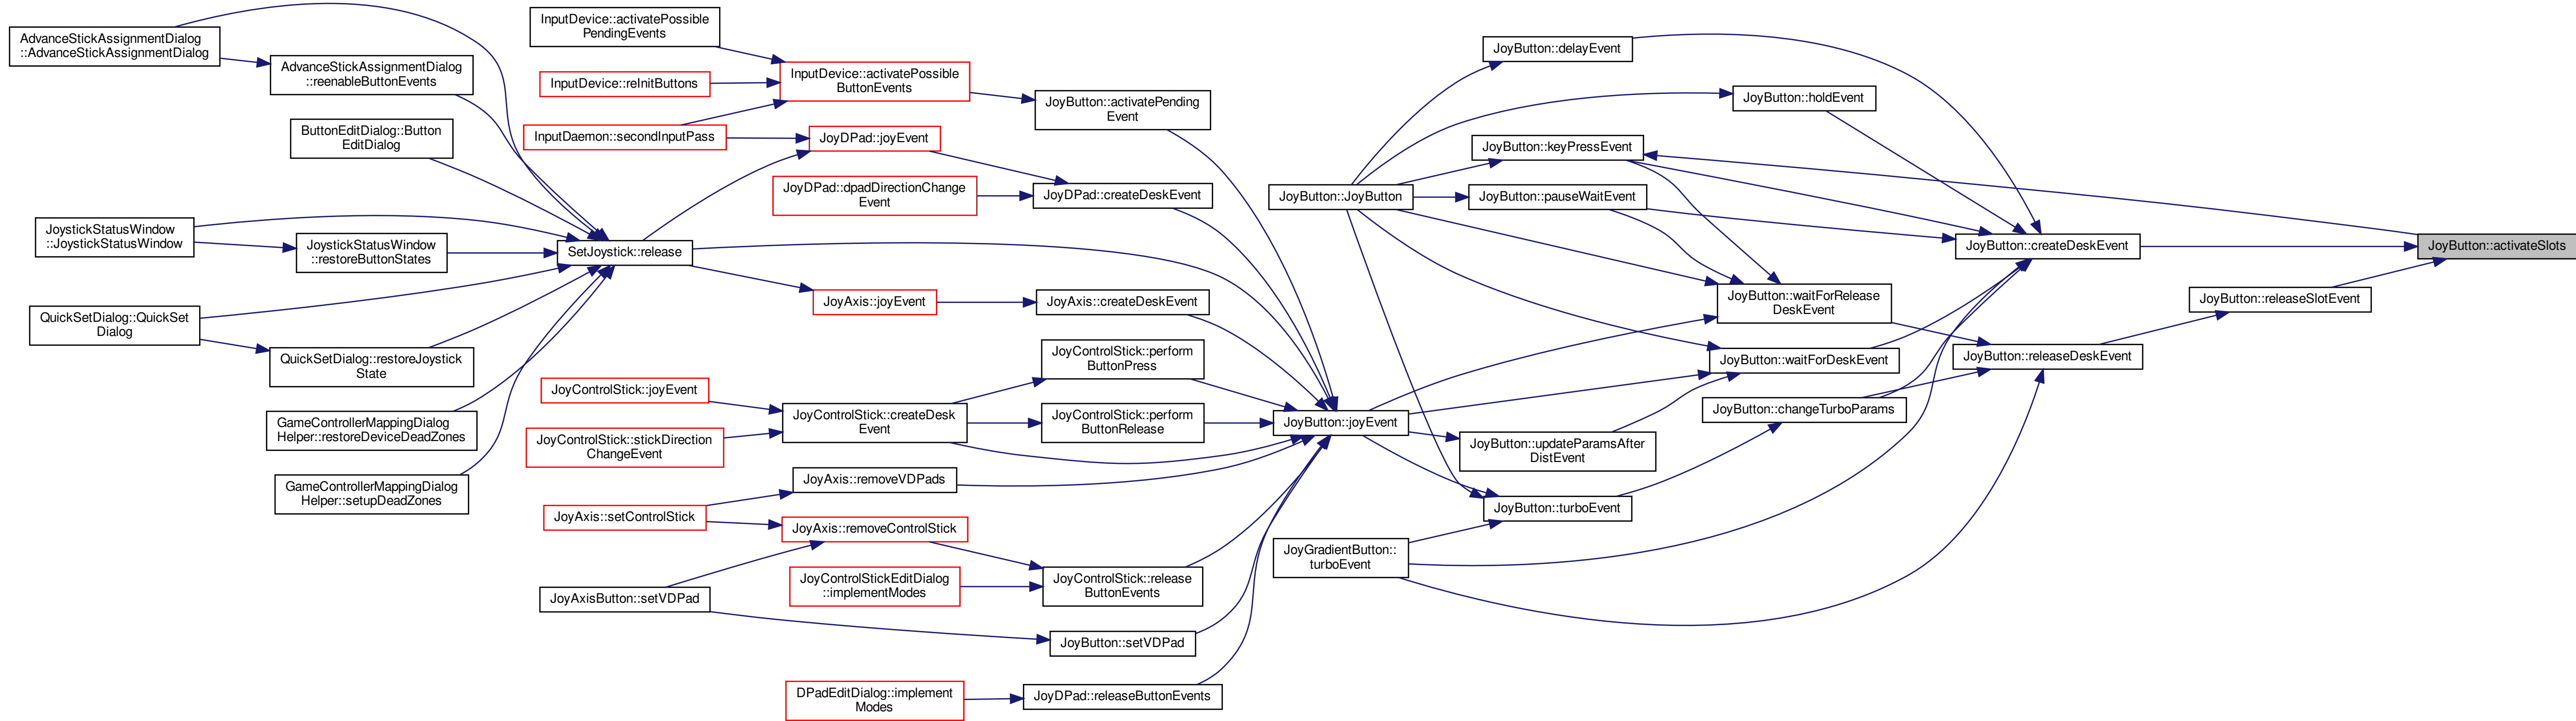 AdvanceStickAssignmentDialog
::AdvanceStickAssignmentDialog
AdvanceStickAssignmentDialog
::reenableButtonEvents
ButtonEditDialog::Button
EditDialog
JoystickStatusWindow
::JoystickStatusWindow
JoystickStatusWindow
::restoreButtonStates
QuickSetDialog::QuickSet
Dialog
QuickSetDialog::restoreJoystick
State
GameControllerMappingDialog
Helper::restoreDeviceDeadZones
GameControllerMappingDialog
Helper::setupDeadZones
InputDevice::activatePossible
PendingEvents
InputDevice::reInitButtons
InputDaemon::secondInputPass
SetJoystick::release
JoyControlStick::joyEvent
JoyControlStick::stickDirection
ChangeEvent
JoyAxis::setControlStick
JoyAxisButton::setVDPad
InputDevice::activatePossible
ButtonEvents
JoyDPad::joyEvent
JoyDPad::dpadDirectionChange
Event
JoyAxis::joyEvent
JoyControlStick::createDesk
Event
JoyAxis::removeVDPads
JoyAxis::removeControlStick
JoyControlStickEditDialog
::implementModes
DPadEditDialog::implement
Modes
JoyButton::activatePending
Event
JoyDPad::createDeskEvent
JoyAxis::createDeskEvent
JoyControlStick::perform
ButtonPress
JoyControlStick::perform
ButtonRelease
JoyControlStick::release
ButtonEvents
JoyButton::setVDPad
JoyDPad::releaseButtonEvents
JoyButton::JoyButton
JoyButton::joyEvent
JoyGradientButton::
turboEvent
JoyButton::delayEvent
JoyButton::keyPressEvent
JoyButton::pauseWaitEvent
JoyButton::updateParamsAfter
DistEvent
JoyButton::turboEvent
JoyButton::holdEvent
JoyButton::waitForRelease
DeskEvent
JoyButton::waitForDeskEvent
JoyButton::changeTurboParams
JoyButton::createDeskEvent
JoyButton::releaseDeskEvent
JoyButton::releaseSlotEvent
JoyButton::activateSlots